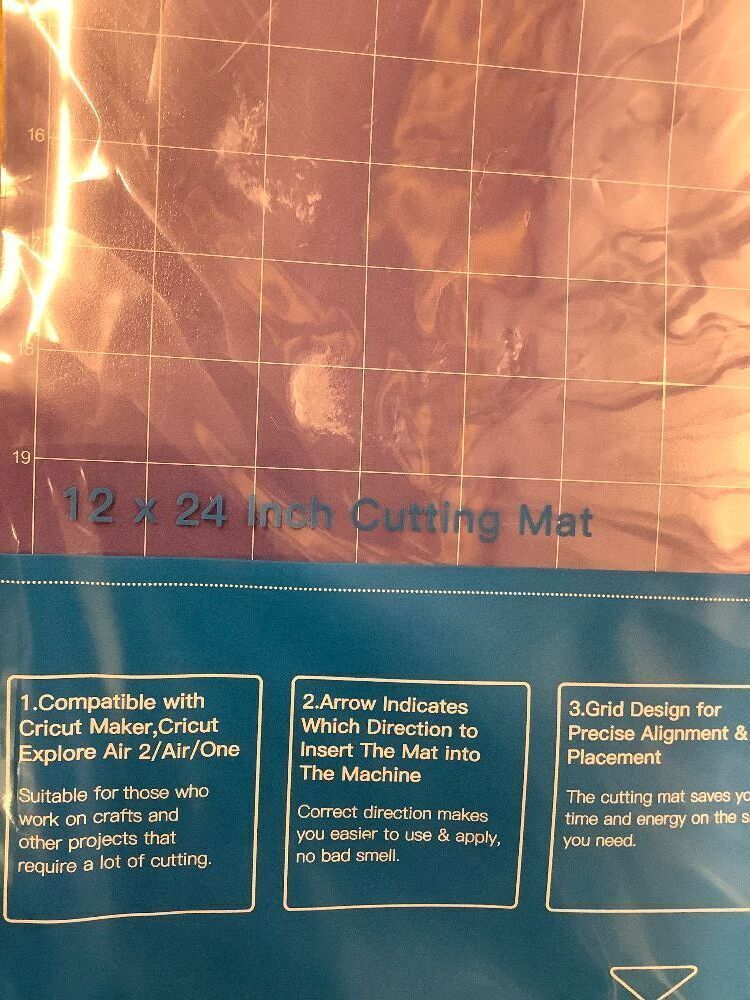 16
17
18
19
12 x 24 Inch Cutting Mat
1.Compatible with
Cricut Maker,Cricut
Explore Air 2/Air/One
Suitable for those who
work on crafts and
other projects that
require a lot of cutting.
2.Arrow Indicates
Which Direction to
Insert The Mat into
The Machine
Correct direction makes
you easier to use & apply,
no bad smell.
3.Grid Design for
Precise Alignment &
Placement
The cutting mat saves
time and energy on the
you need.